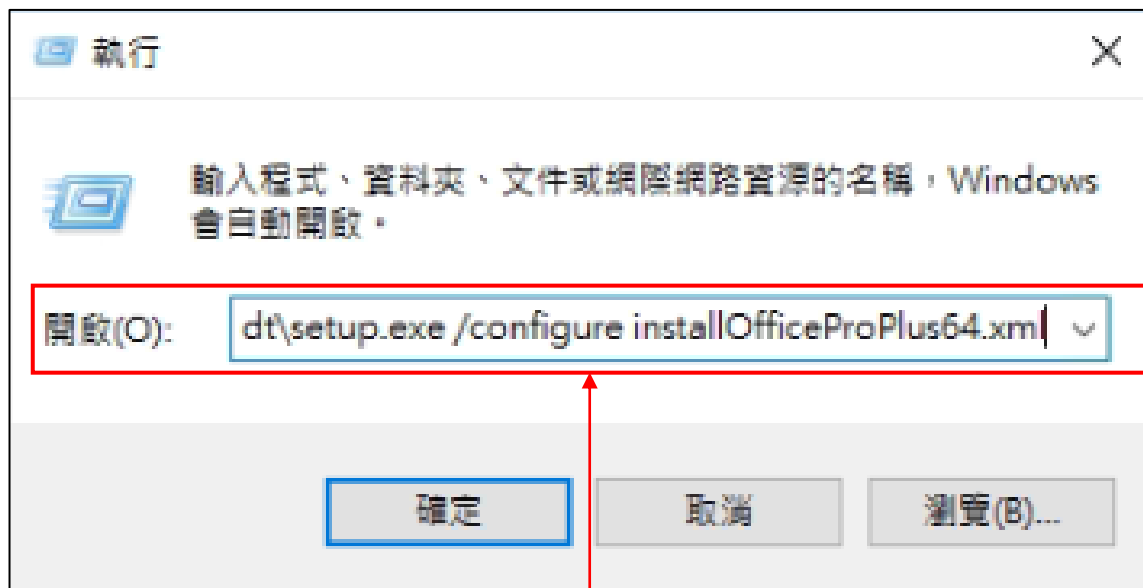 執行
輸入程式、資料夾、文件或網際網路資源的名稱，Windows
會自動開啟。
開啟(O):
dt\setup.exe /configure installOfficeProPlus64.xml
確定
取消
瀏覽(B)...